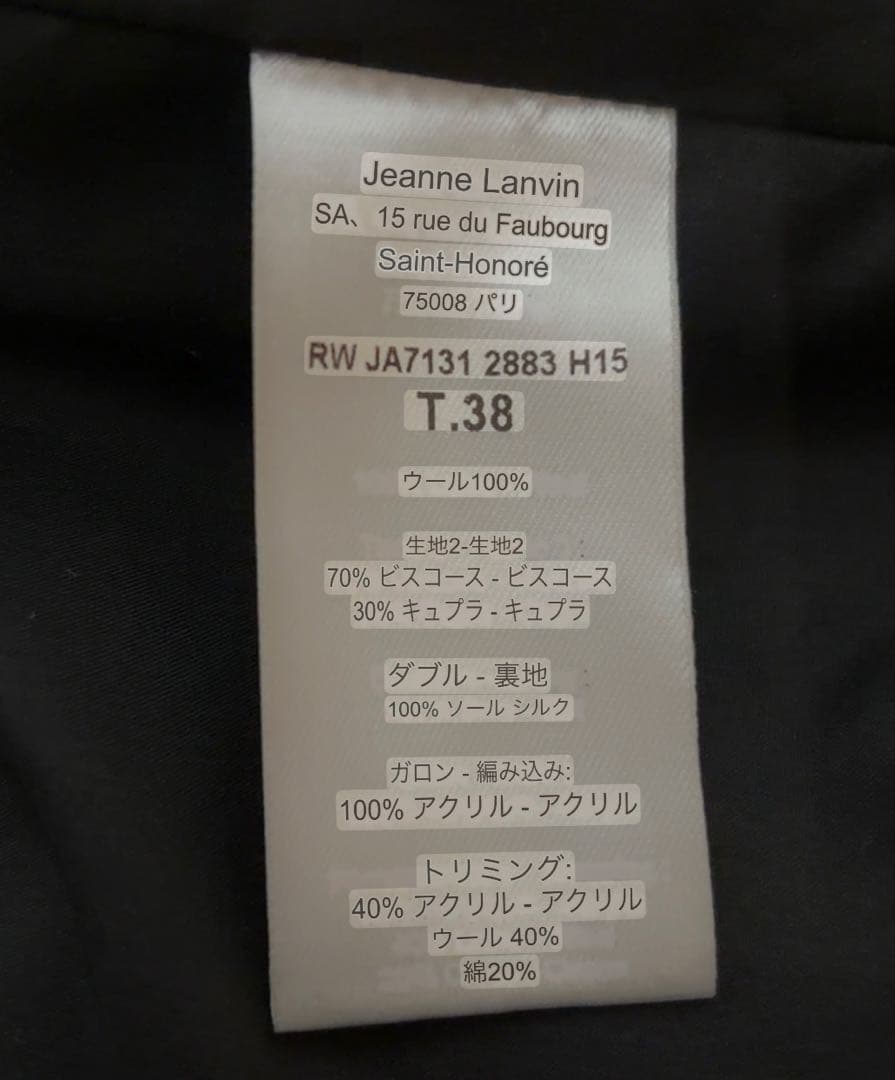 Jeanne Lanvin
SA、15 rue du Faubourg
Saint-Honoré
75008 パリ
RW JA7131 2883 H15
T.38
ウール100%
生地2-生地2
70% ビスコース - ビスコース
30% キュプラ - キュプラ
ダブル - 裏地
100% ソール シルク
ガロン - 編み込み:
100% アクリル - アクリル
トリミング:
40% アクリル - アクリル
ウール 40%
綿20%